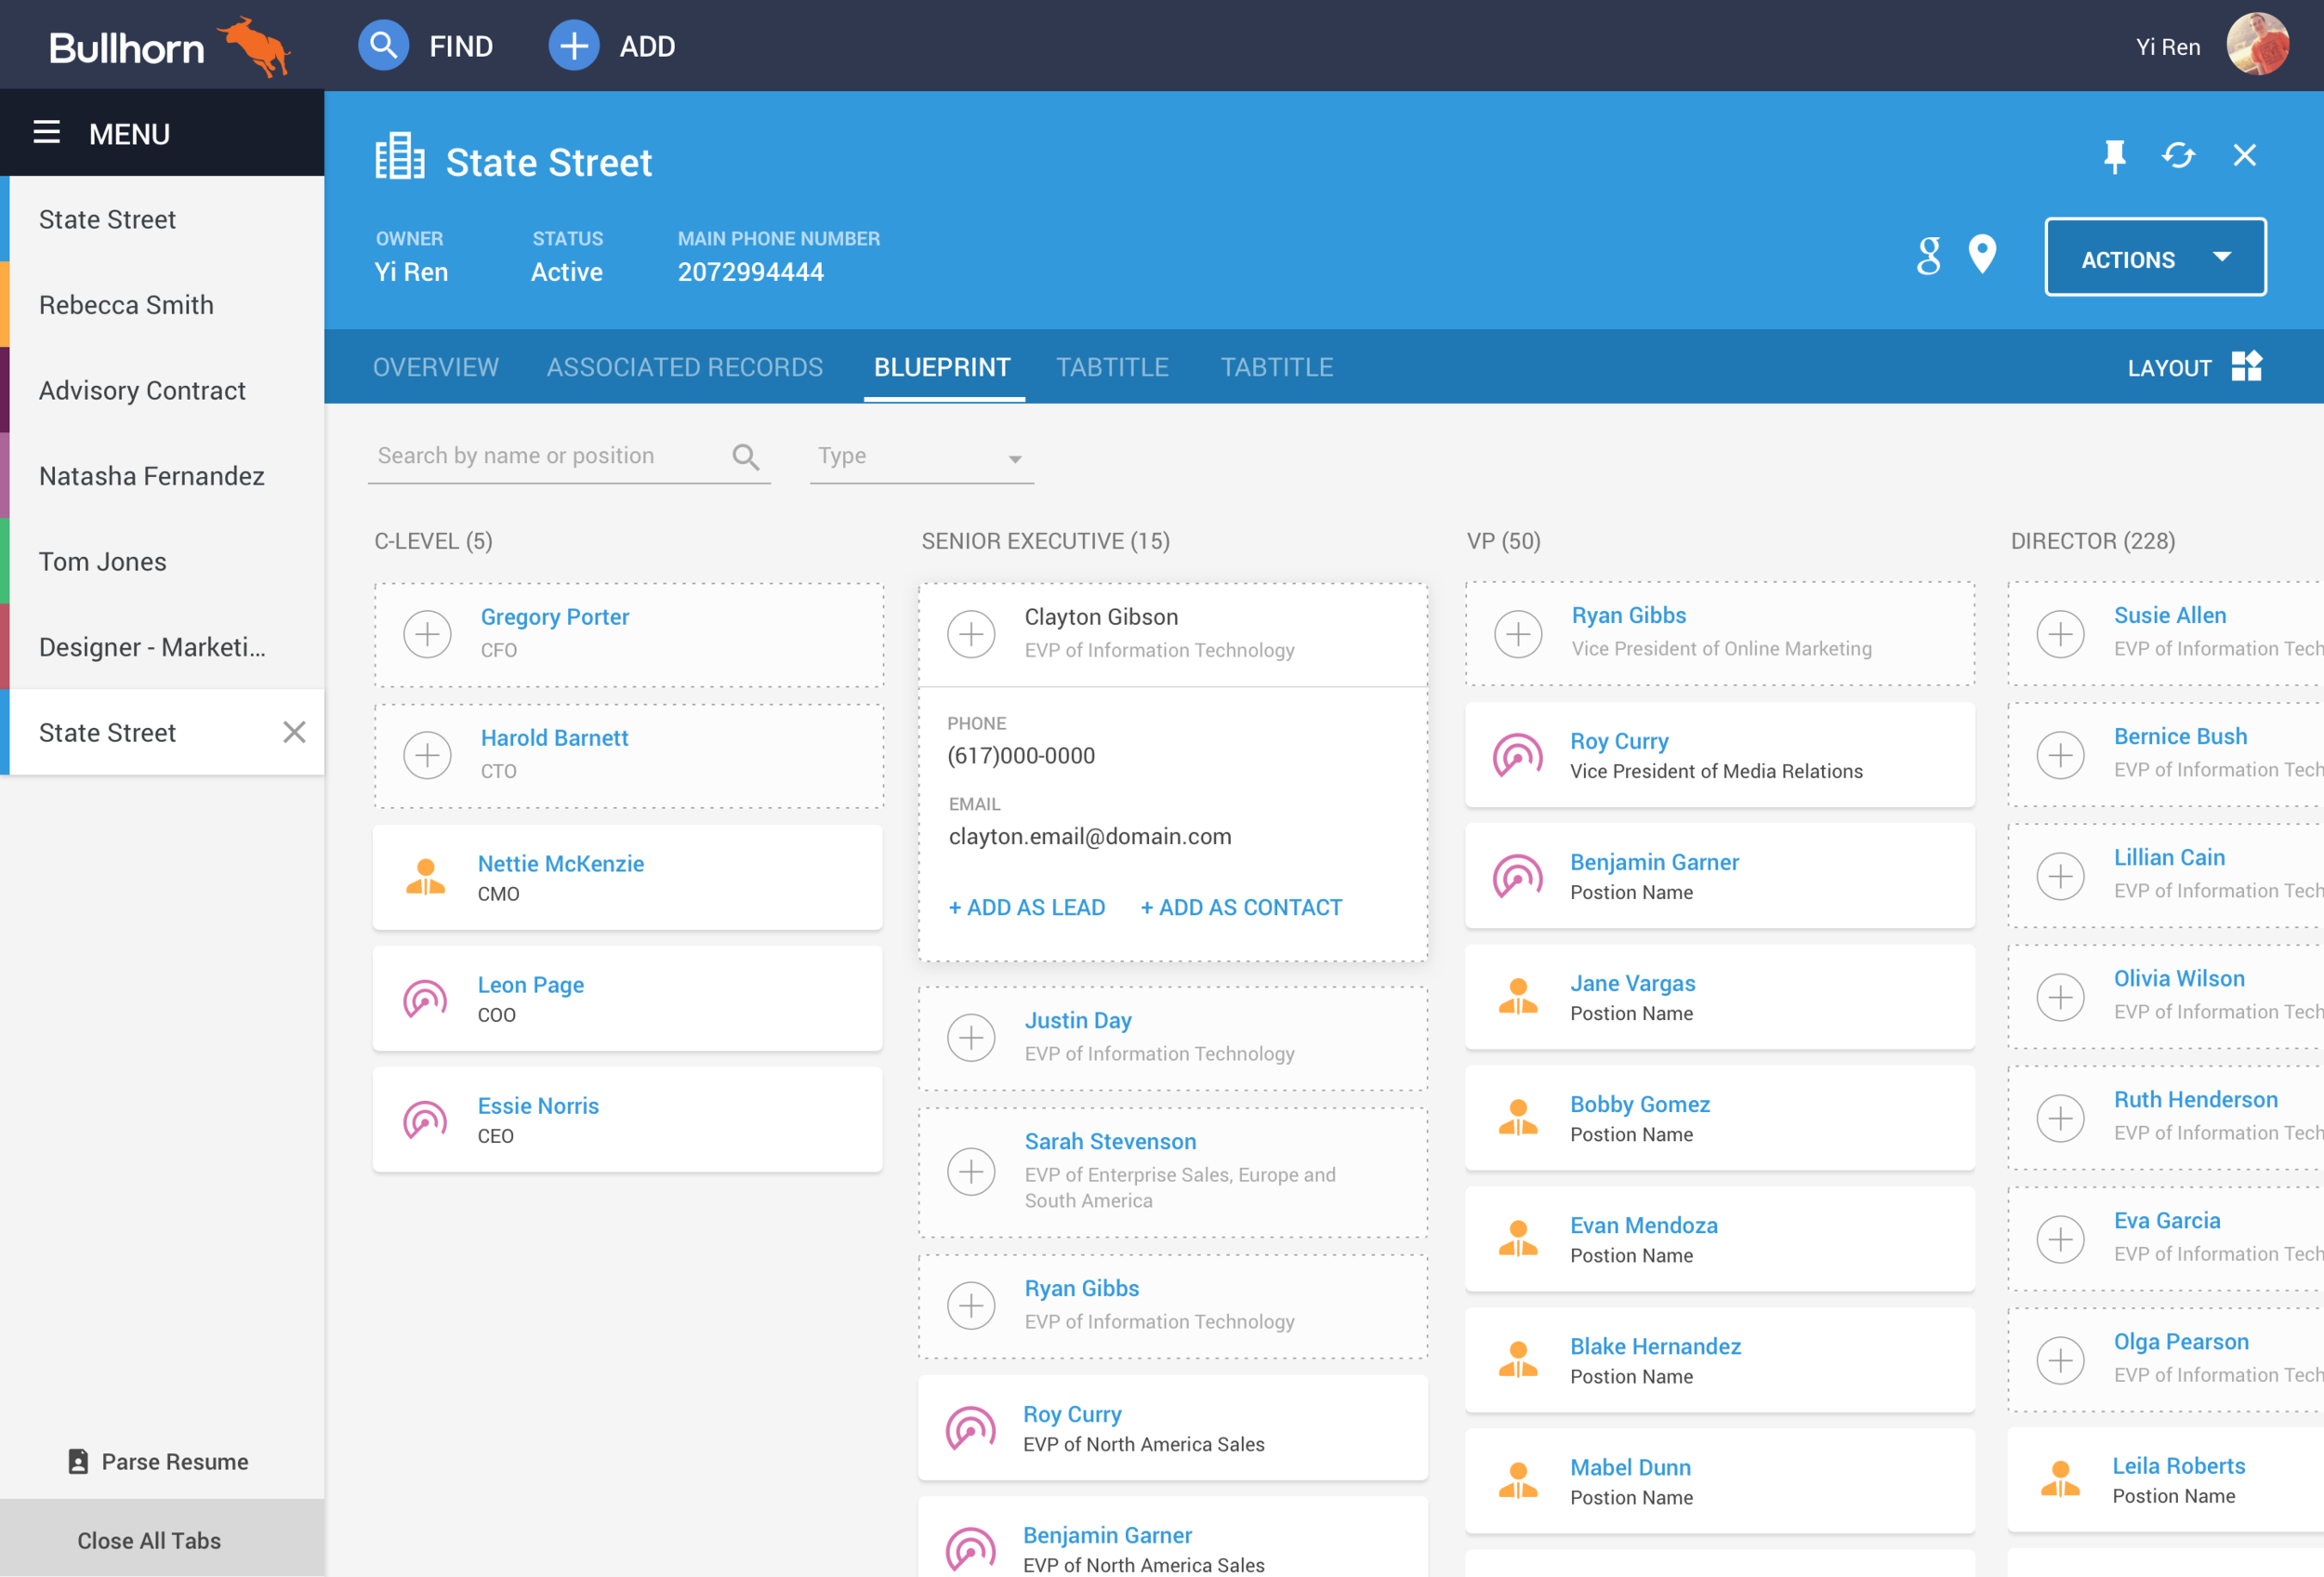 Bullhorn
FIND
ADD
Yi Ren
MENU
State Street
Rebecca Smith
Advisory Contract
Natasha Fernandez
Tom Jones
Designer - Marketi...
State Street
Parse Resume
Close All Tabs
State Street
OWNER
Yi Ren
STATUS
Active
MAIN PHONE NUMBER
2072994444
g
ACTIONS
OVERVIEW
ASSOCIATED RECORDS
BLUEPRINT
TABTITLE
TABTITLE
LAYOUT
Search by name or position
Type
C-LEVEL (5)
Gregory Porter
CFO
Harold Barnett
CTO
Nettie McKenzie
CMO
Leon Page
COO
Essie Norris
CEO
SENIOR EXECUTIVE (15)
Clayton Gibson
EVP of Information Technology
PHONE
(617)000-0000
EMAIL
clayton.email@domain.com
+ ADD AS LEAD
+ ADD AS CONTACT
Justin Day
EVP of Information Technology
Sarah Stevenson
EVP of Enterprise Sales, Europe and
South America
Ryan Gibbs
EVP of Information Technology
Roy Curry
EVP of North America Sales
Benjamin Garner
EVP of North America Sales
VP (50)
Ryan Gibbs
Vice President of Online Marketing
Roy Curry
Vice President of Media Relations
Benjamin Garner
Postion Name
Jane Vargas
Postion Name
Bobby Gomez
Postion Name
Evan Mendoza
Postion Name
Blake Hernandez
Postion Name
Mabel Dunn
Postion Name
DIRECTOR (228)
Susie Allen
EVP of Information Tech
Bernice Bush
EVP of Information Tech
Lillian Cain
EVP of Information Tech
Olivia Wilson
EVP of Information Tech
Ruth Henderson
EVP of Information Tech
Eva Garcia
EVP of Information Tech
Olga Pearson
EVP of Information Tech
Leila Roberts
Postion Name